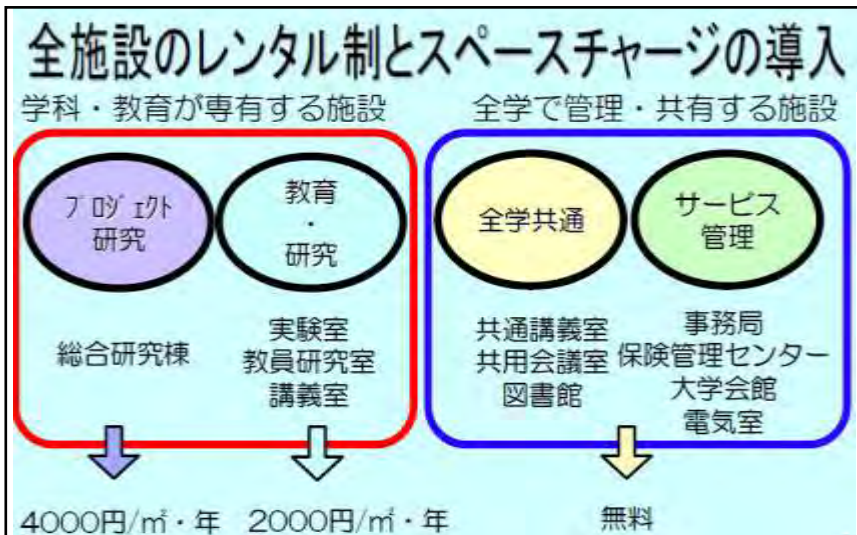 全施設のレンタル制とスペースチャージの導入
学科・教育が専有する施設
全学で管理・共有する施設
ﾌﾟﾛｼﾞｪｸﾄ
研究
教育
・
研究
全学共通
サービス
管理
総合研究棟
実験室
教員研究室
講義室
共通講義室
共用会議室
図書館
事務局
保険管理センター
大学会館
電気室
4000円/㎡・年
2000円/㎡・年
無料